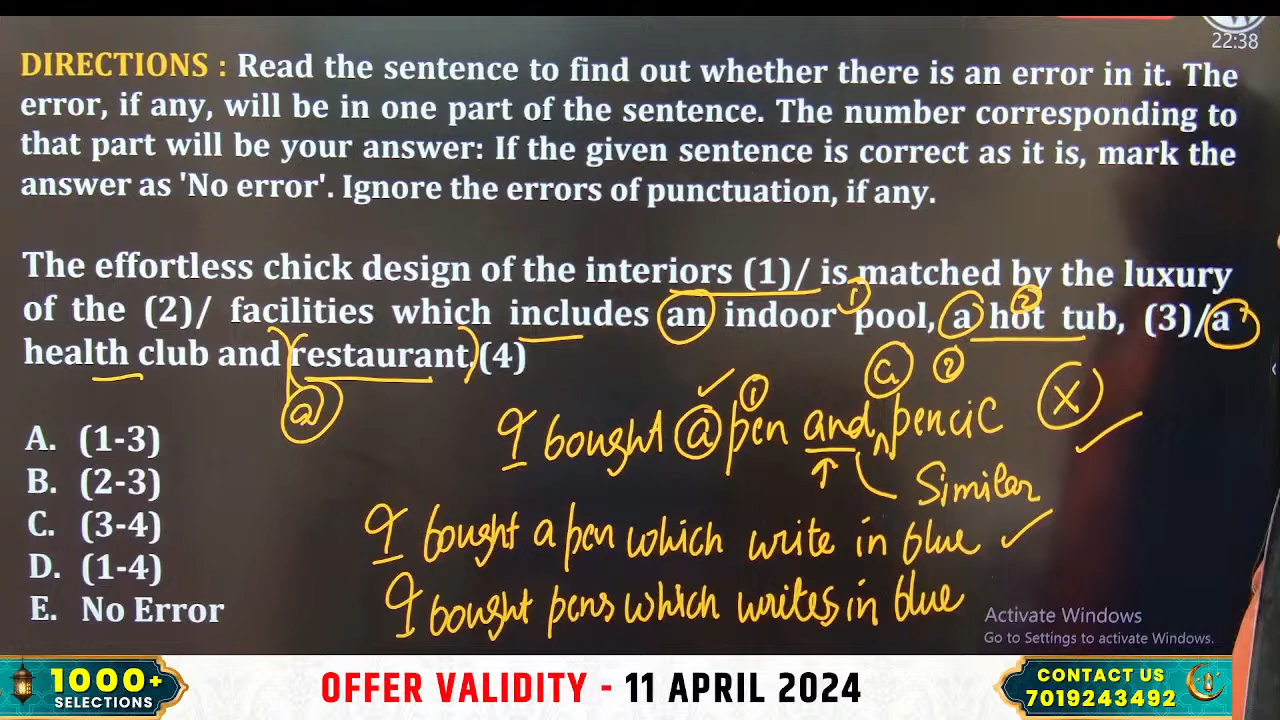 22:38
DIRECTIONS : Read the sentence to find out whether there is an error in it. The
error, if any, will be in one part of the sentence. The number corresponding to
that part will be your answer: If the given sentence is correct as it is, mark the
answer as 'No error'. Ignore the errors of punctuation, if any.
The effortless chick design of the interiors (1)/ is matched by the luxury
of the (2)/ facilities which includes an indoor pool, a hot tub, (3)/a
health club and restaurant.(4)
1
2
3
a
A. (1-3)
B. (2-3)
C. (3-4)
D. (1-4)
E. No Error
1
a
2
I bought a pen and pencil X
Similar
I bought a pen which write in blue
I bought pens which writes in blue
Activate Windows
Go to Settings to activate Windows.
1000+
SELECTIONS
OFFER VALIDITY - 11 APRIL 2024
CONTACT US
7019243492